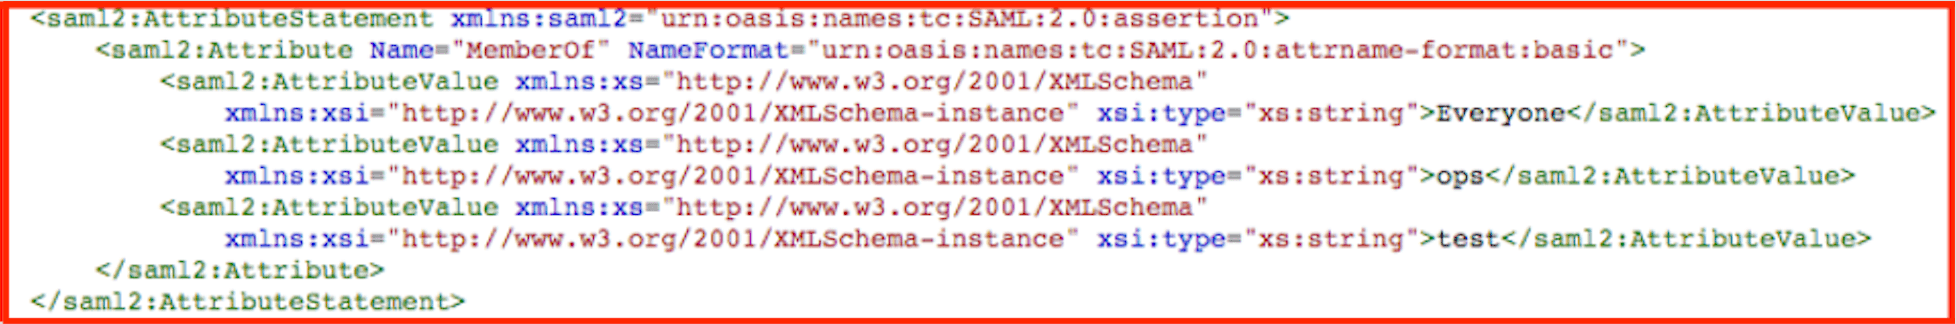 <saml2:AttributeStatement xmlns:saml2="urn:oasis:names:tc:SAML:2.0:assertion">
    <saml2:Attribute Name="MemberOf" NameFormat="urn:oasis:names:tc:SAML:2.0:attrname-format:basic">
        <saml2:AttributeValue xmlns:xs="http://www.w3.org/2001/XMLSchema"
            xmlns:xsi="http://www.w3.org/2001/XMLSchema-instance" xsi:type="xs:string">Everyone</saml2:AttributeValue>
        <saml2:AttributeValue xmlns:xs="http://www.w3.org/2001/XMLSchema"
            xmlns:xsi="http://www.w3.org/2001/XMLSchema-instance" xsi:type="xs:string">ops</saml2:AttributeValue>
        <saml2:AttributeValue xmlns:xs="http://www.w3.org/2001/XMLSchema"
            xmlns:xsi="http://www.w3.org/2001/XMLSchema-instance" xsi:type="xs:string">test</saml2:AttributeValue>
    </saml2:Attribute>
</saml2:AttributeStatement>